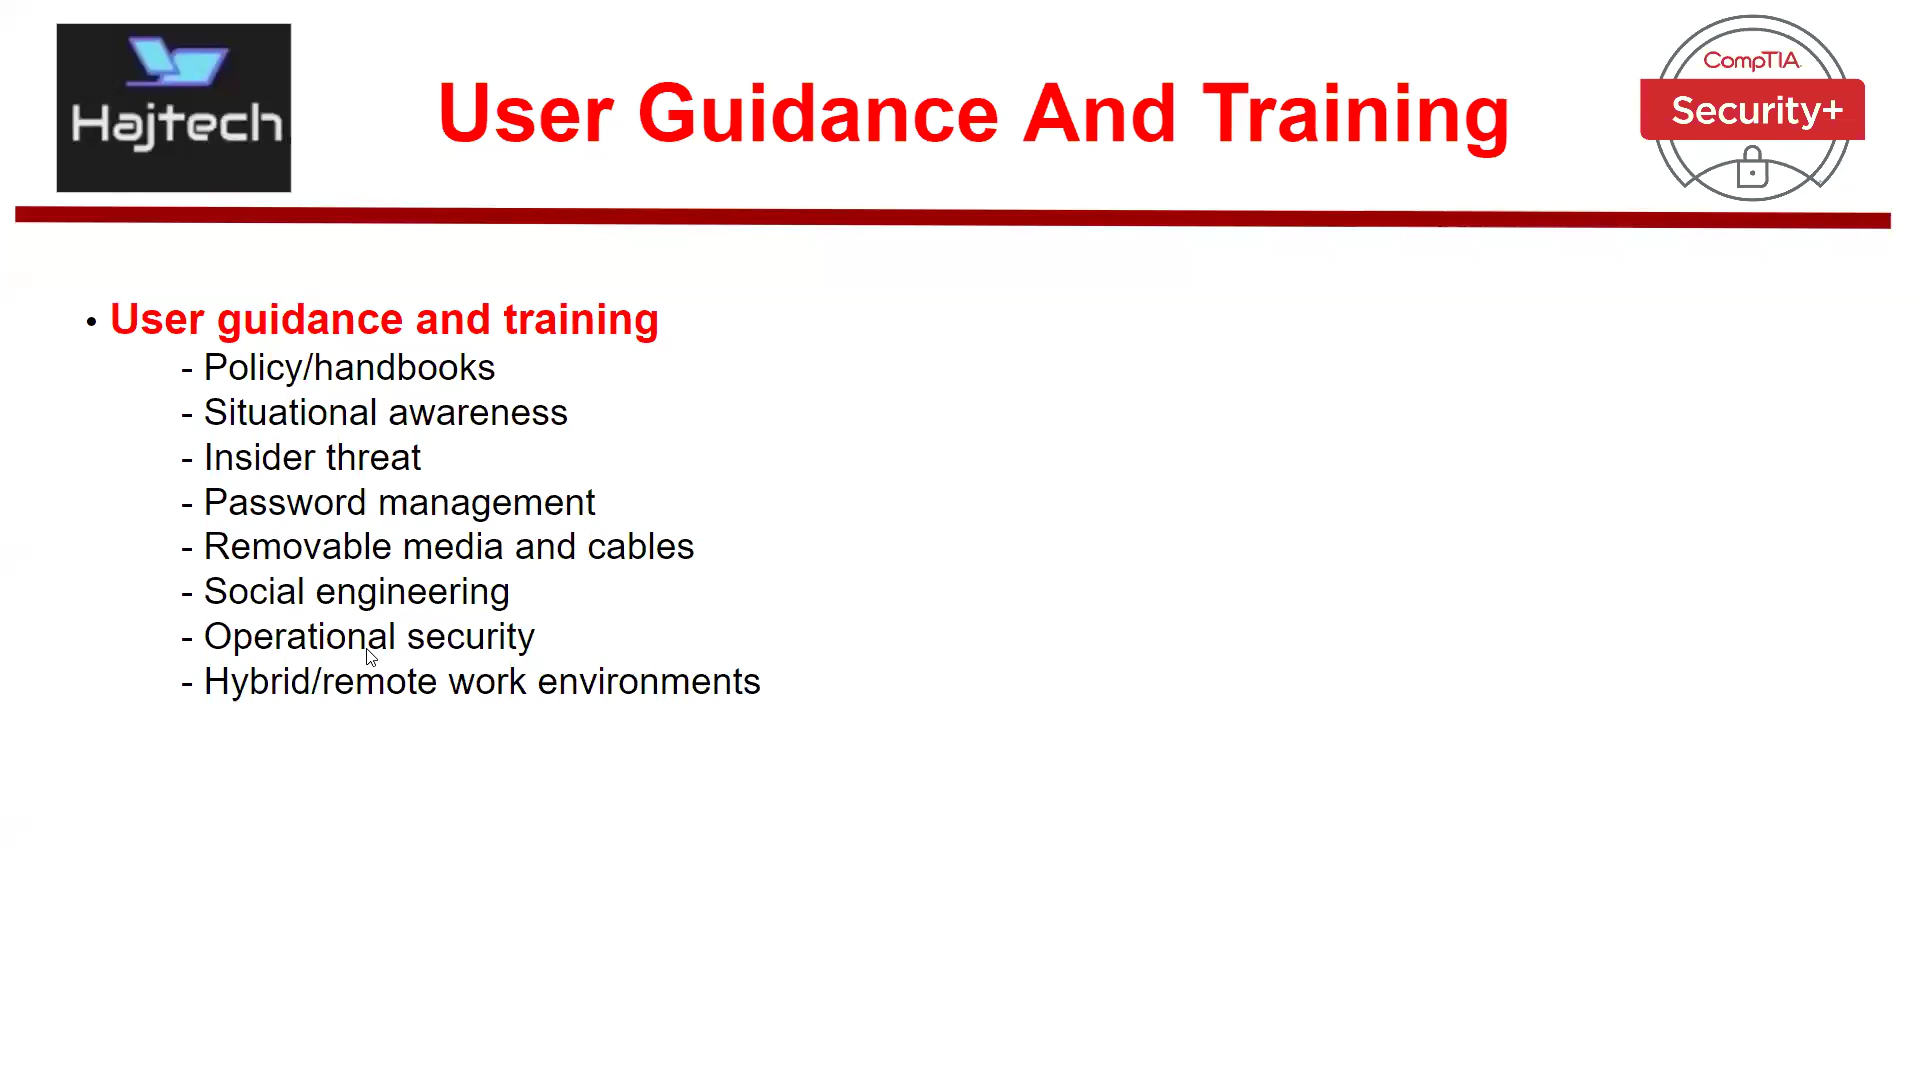 Hajtech
User Guidance And Training
CompTIA.
Security+
• User guidance and training
- Policy/handbooks
- Situational awareness
- Insider threat
- Password management
- Removable media and cables
- Social engineering
- Operational security
- Hybrid/remote work environments